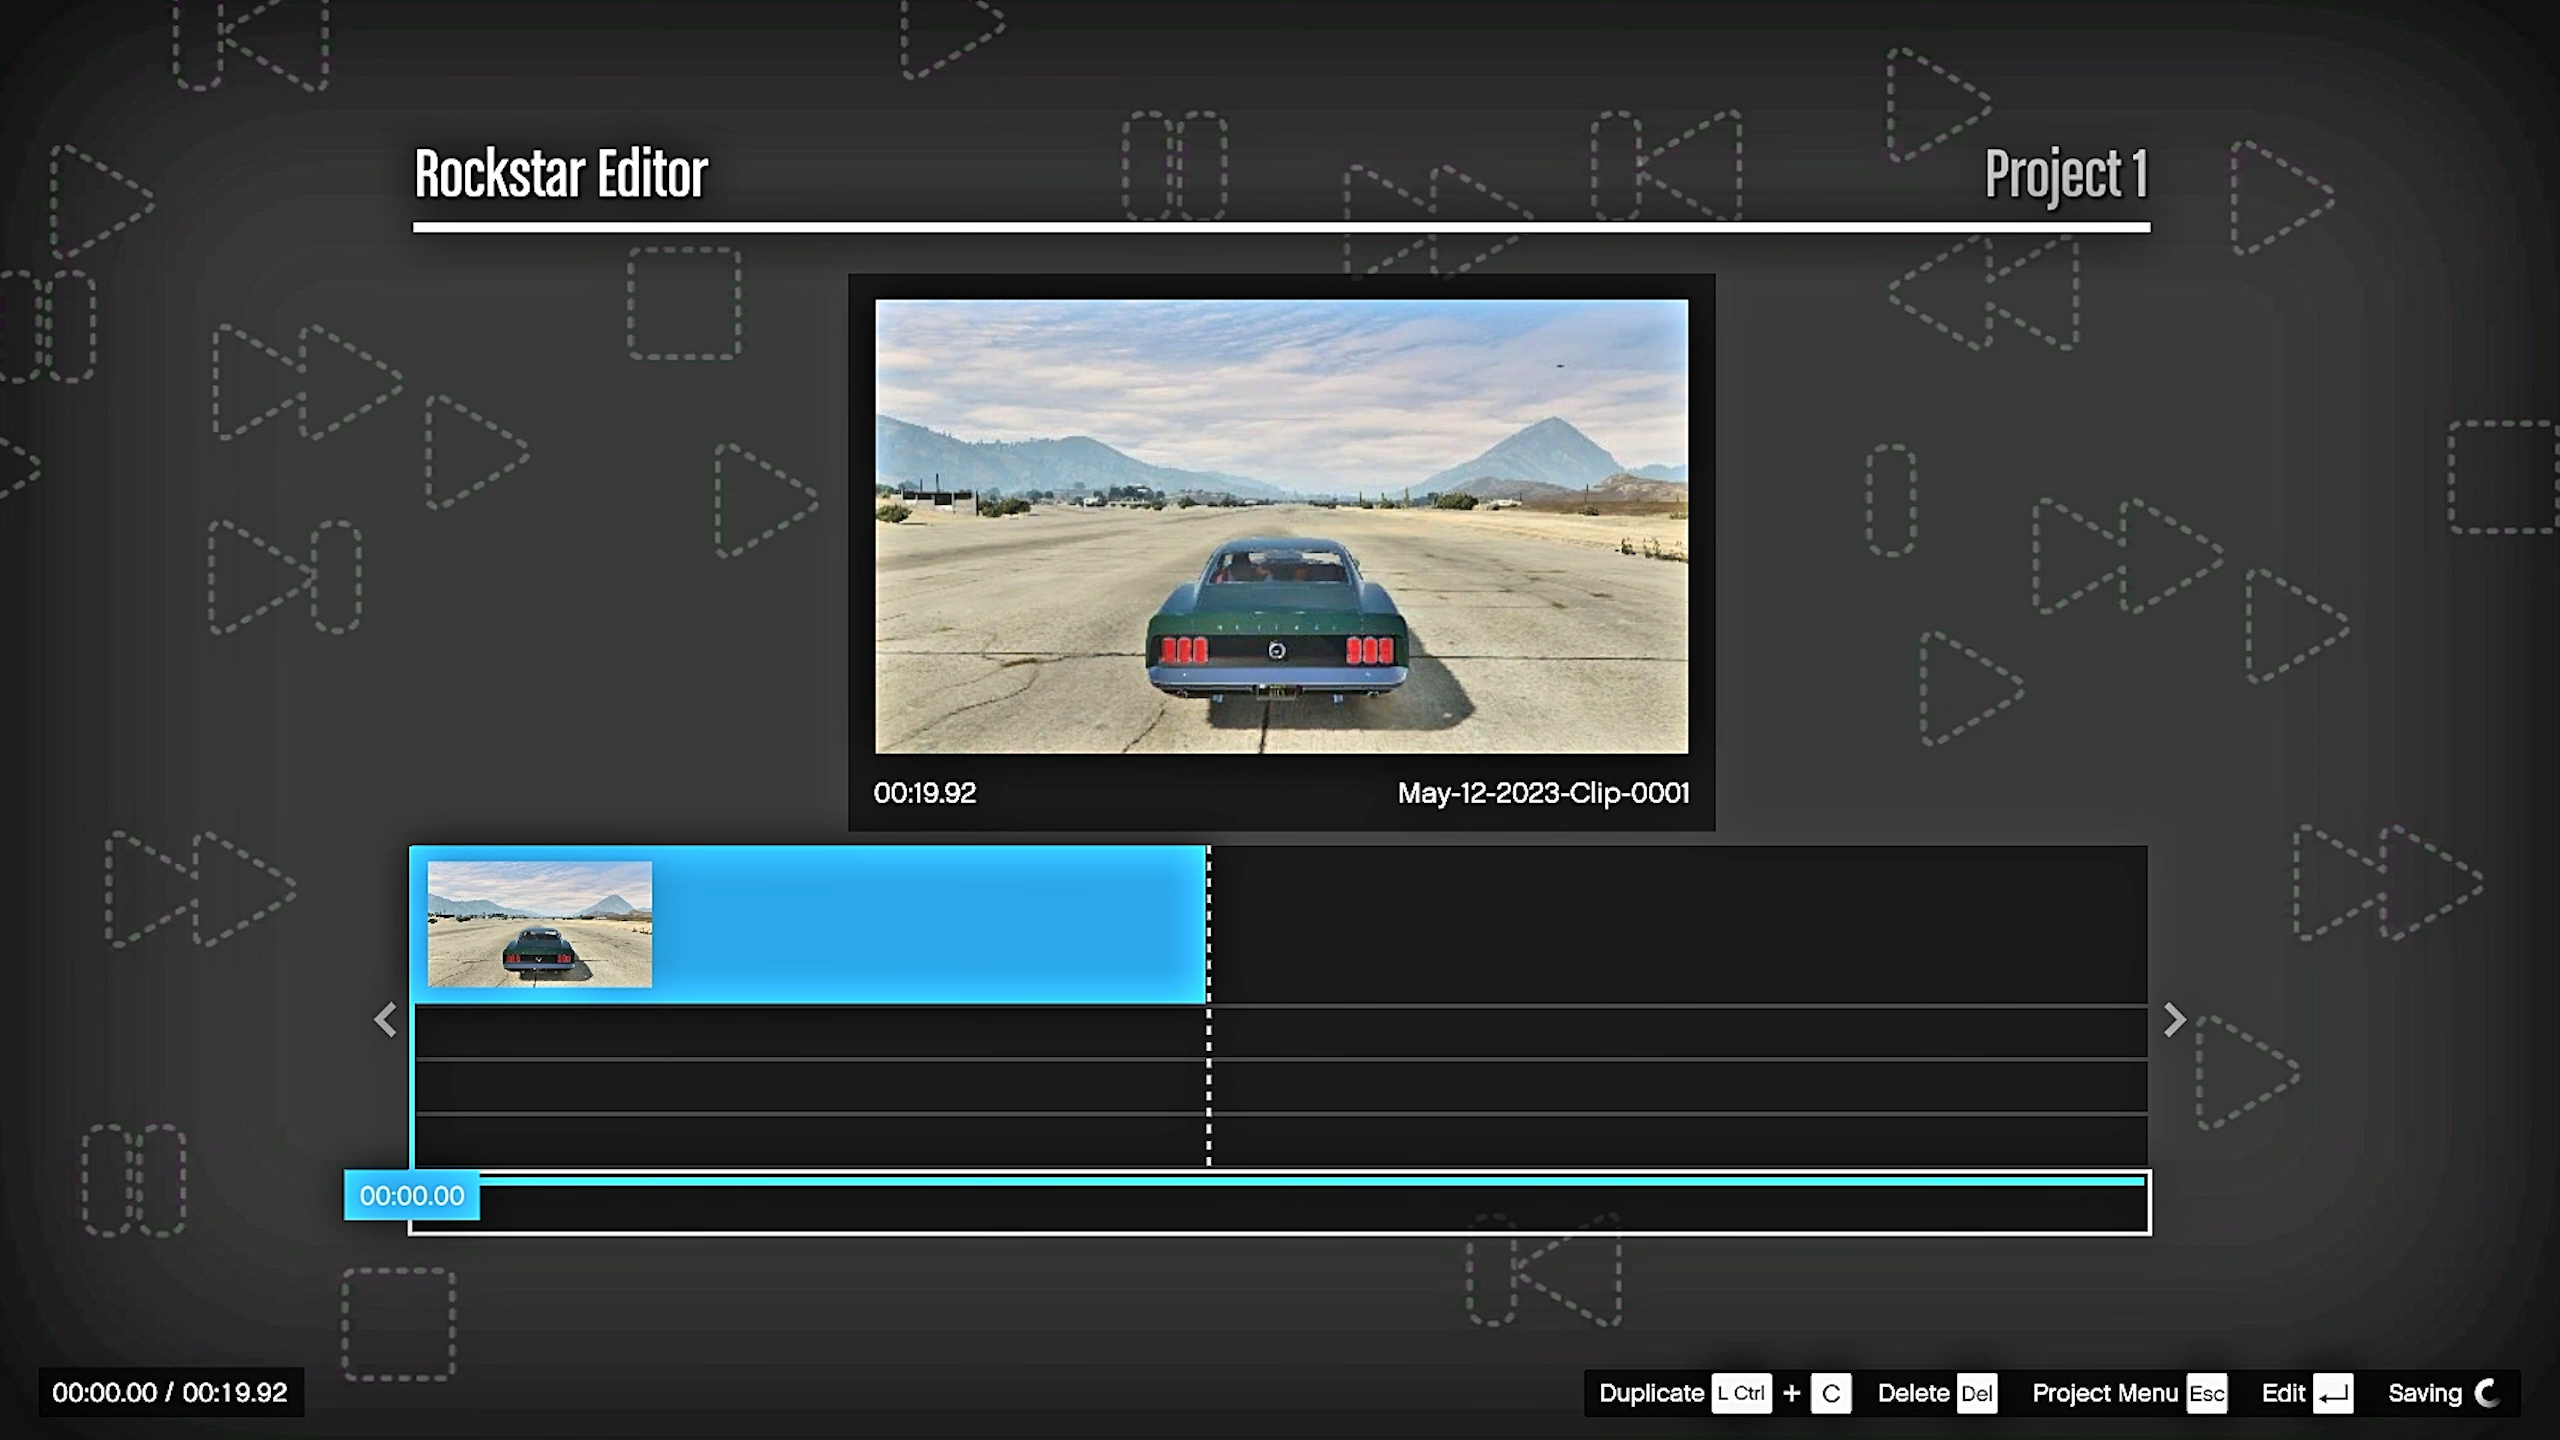 Rockstar Editor
Project 1
00:19.92
May-12-2023-Clip-0001
00:00.00
00:00.00 / 00:19.92
Duplicate L Ctrl + C Delete Del Project Menu Esc Edit Saving